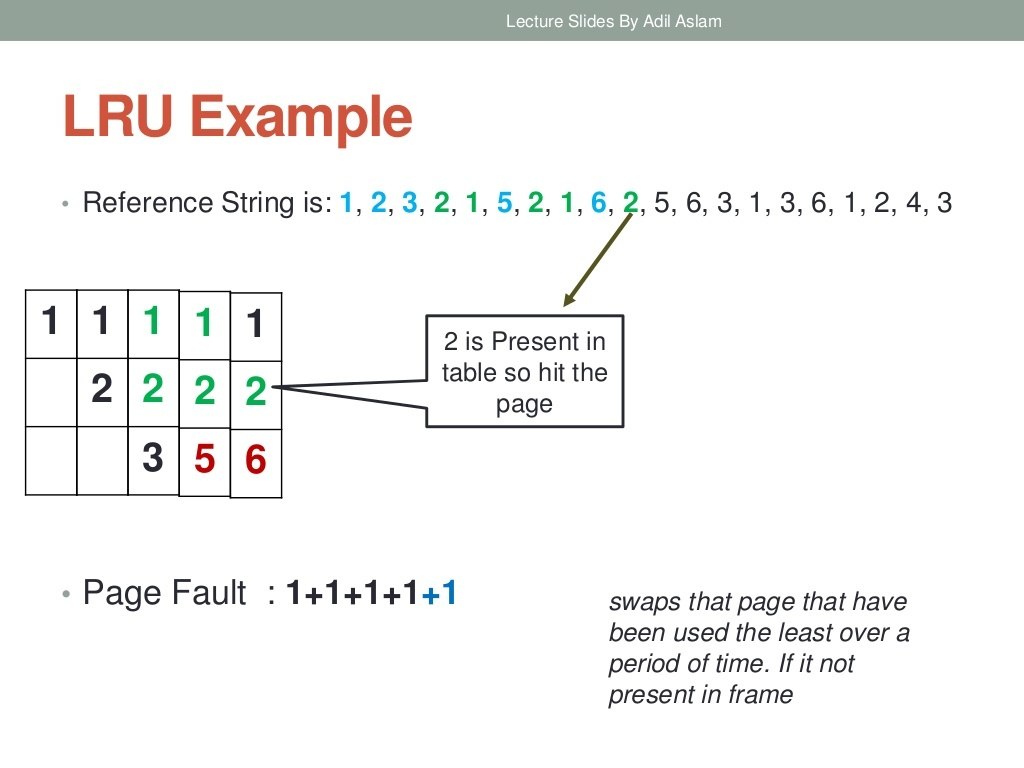 Lecture Slides By Adil Aslam
LRU Example
• Reference String is: 1, 2, 3, 2, 1, 5, 2, 1, 6, 2, 5, 6, 3, 1, 3, 6, 1, 2, 4, 3
1 1 1 1 1
2 2 2 2
3 5 6
2 is Present in
table so hit the
page
• Page Fault : 1+1+1+1+1
swaps that page that have
been used the least over a
period of time. If it not
present in frame